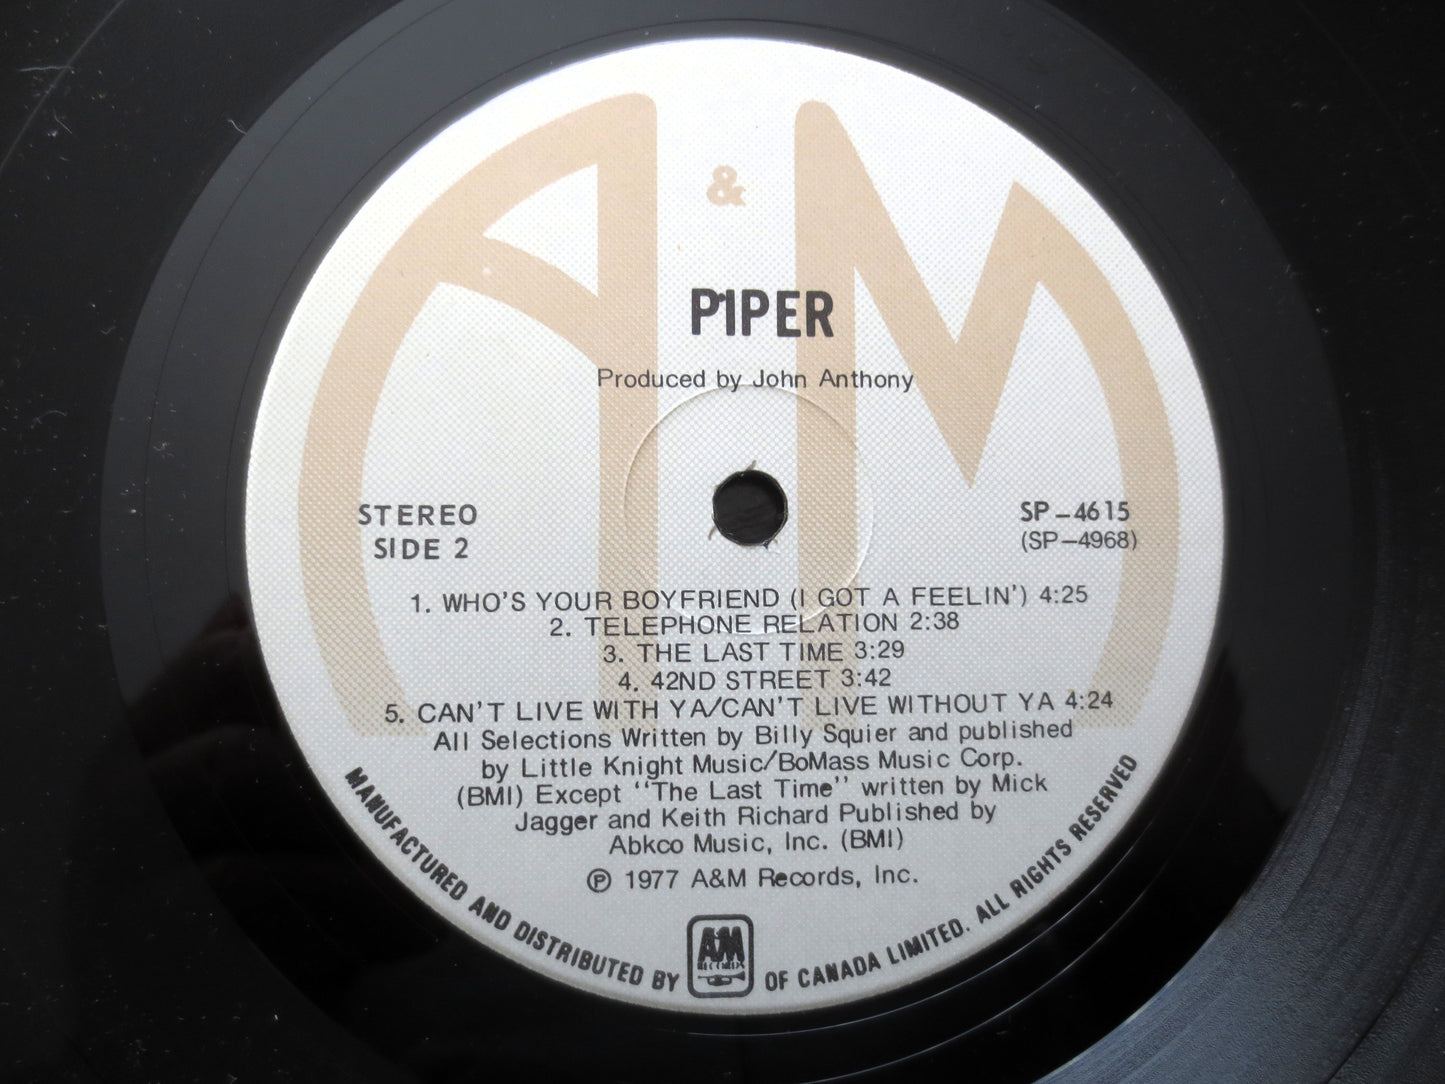 A & M
PIPER
Produced by John Anthony
STEREO
SIDE 2
SP-4615
(SP-4968)
1. WHO'S YOUR BOYFRIEND (I GOT A FEELIN') 4:25
2. TELEPHONE RELATION 2:38
3. THE LAST TIME 3:29
4. 42ND STREET 3:42
5. CAN'T LIVE WITH YA/CAN'T LIVE WITHOUT YA 4:24
All Selections Written by Billy Squier and published
by Little Knight Music/BoMass Music Corp.
(BMI) Except "The Last Time" written by Mick
Jagger and Keith Richard Published by
Abkco Music, Inc. (BMI)
℗ 1977 A&M Records, Inc.
MANUFACTURED AND DISTRIBUTED BY A&M RECORDS OF CANADA LIMITED. ALL RIGHTS RESERVED